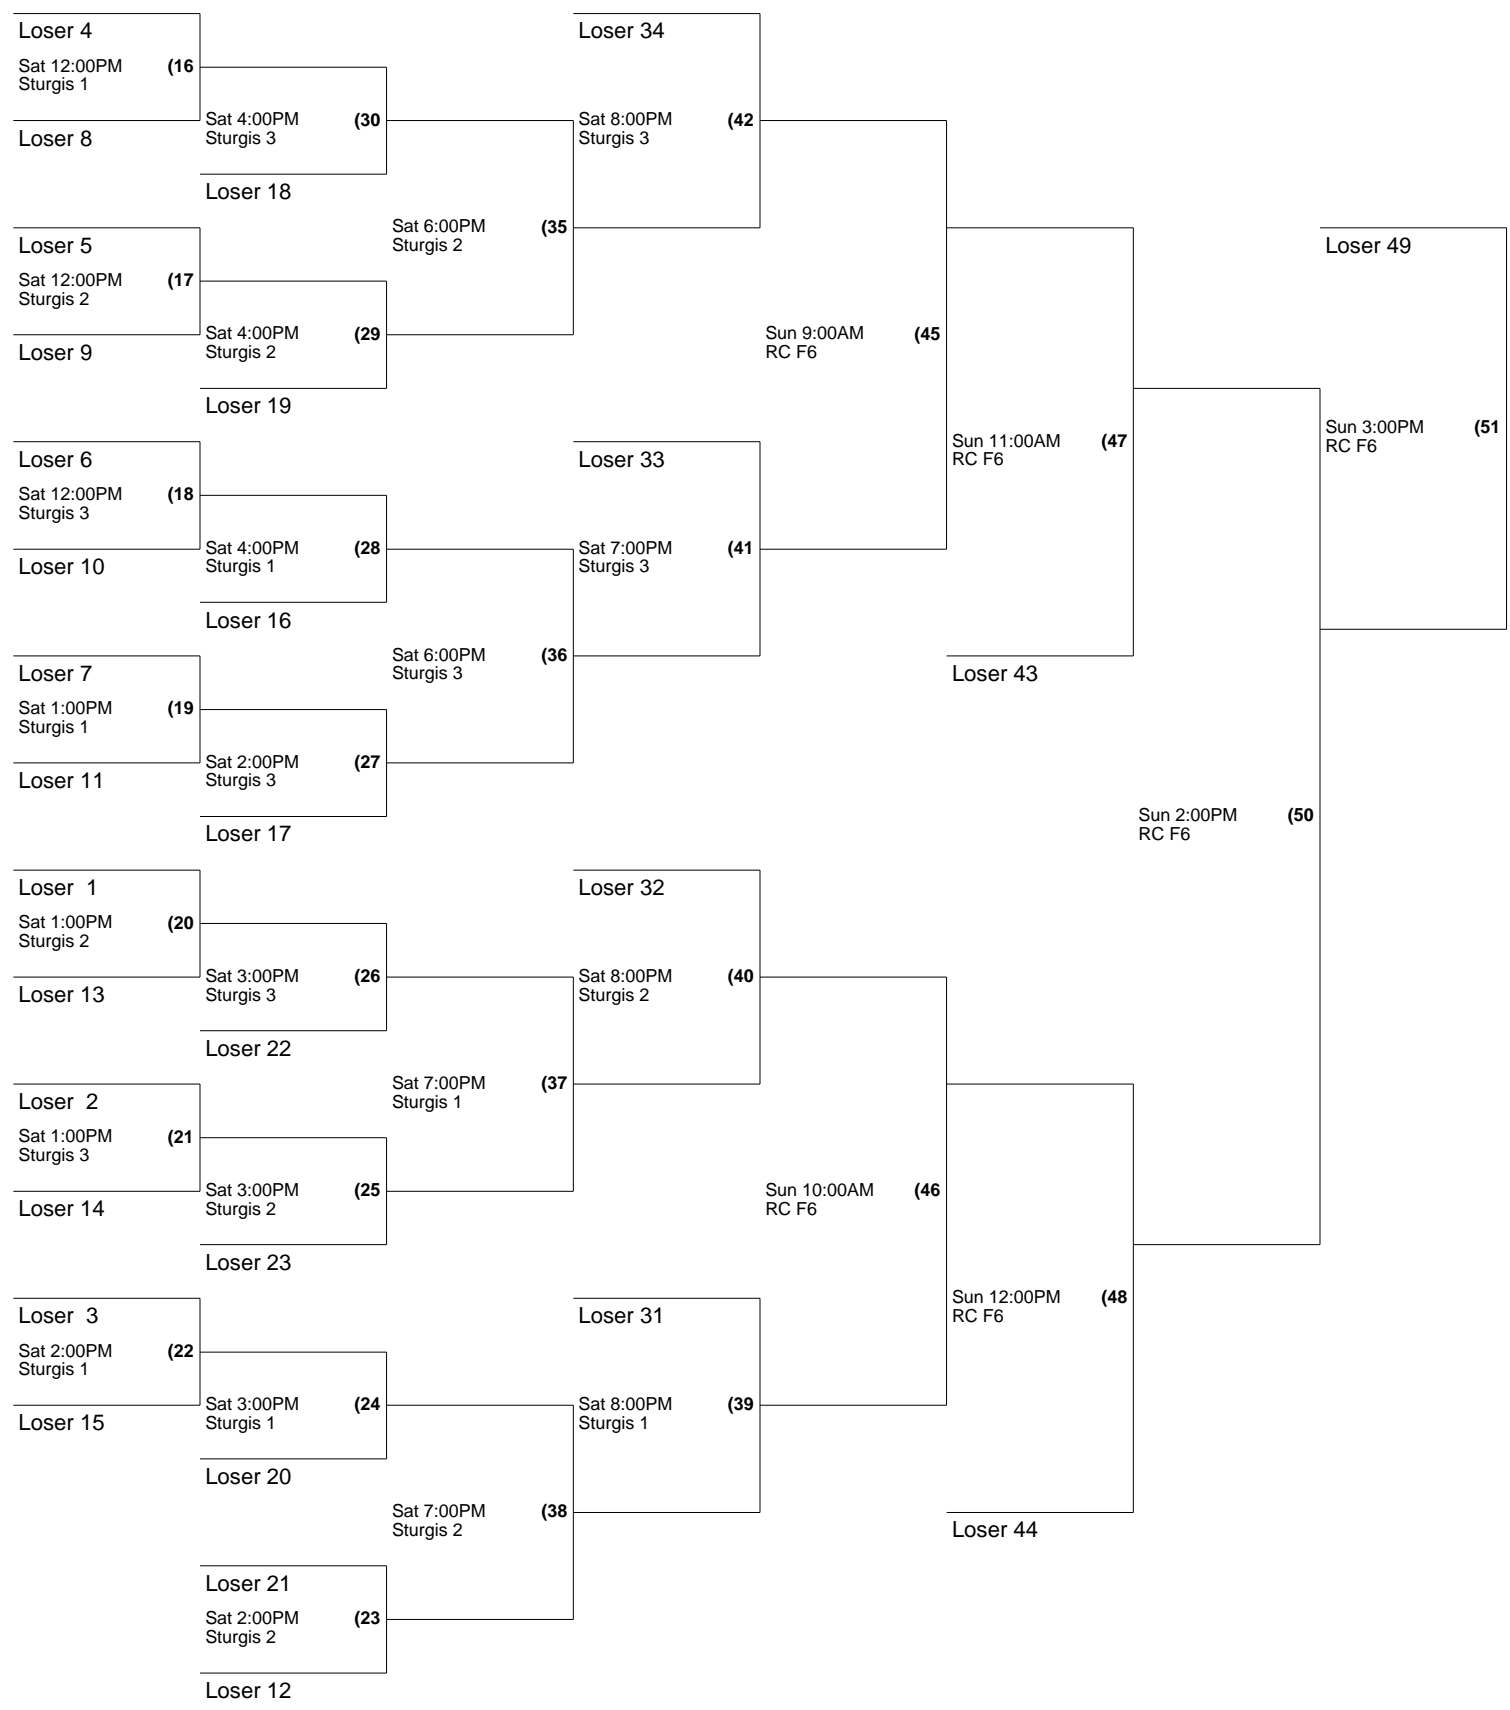 Loser 4
Sat 12:00PM (16
Sturgis 1
Loser 8
Sat 4:00PM (30
Sturgis 3
Loser 18
Loser 5
Sat 12:00PM (17
Sturgis 2
Loser 9
Sat 4:00PM (29
Sturgis 2
Loser 19
Sat 6:00PM (35
Sturgis 2
Loser 34
Sat 8:00PM (42
Sturgis 3
Loser 6
Sat 12:00PM (18
Sturgis 3
Loser 10
Sat 4:00PM (28
Sturgis 1
Loser 16
Loser 7
Sat 1:00PM (19
Sturgis 1
Loser 11
Sat 2:00PM (27
Sturgis 3
Loser 17
Sat 6:00PM (36
Sturgis 3
Loser 33
Sat 7:00PM (41
Sturgis 3
Sun 9:00AM (45
RC F6
Sun 11:00AM (47
RC F6
Loser 43
Loser 1
Sat 1:00PM (20
Sturgis 2
Loser 13
Sat 3:00PM (26
Sturgis 3
Loser 22
Loser 2
Sat 1:00PM (21
Sturgis 3
Loser 14
Sat 3:00PM (25
Sturgis 2
Loser 23
Sat 7:00PM (37
Sturgis 1
Loser 32
Sat 8:00PM (40
Sturgis 2
Loser 3
Sat 2:00PM (22
Sturgis 1
Loser 15
Sat 3:00PM (24
Sturgis 1
Loser 20
Loser 21
Sat 2:00PM (23
Sturgis 2
Loser 12
Sat 7:00PM (38
Sturgis 2
Loser 31
Sat 8:00PM (39
Sturgis 1
Sun 10:00AM (46
RC F6
Sun 12:00PM (48
RC F6
Loser 44
Sun 2:00PM (50
RC F6
Loser 49
Sun 3:00PM (51
RC F6